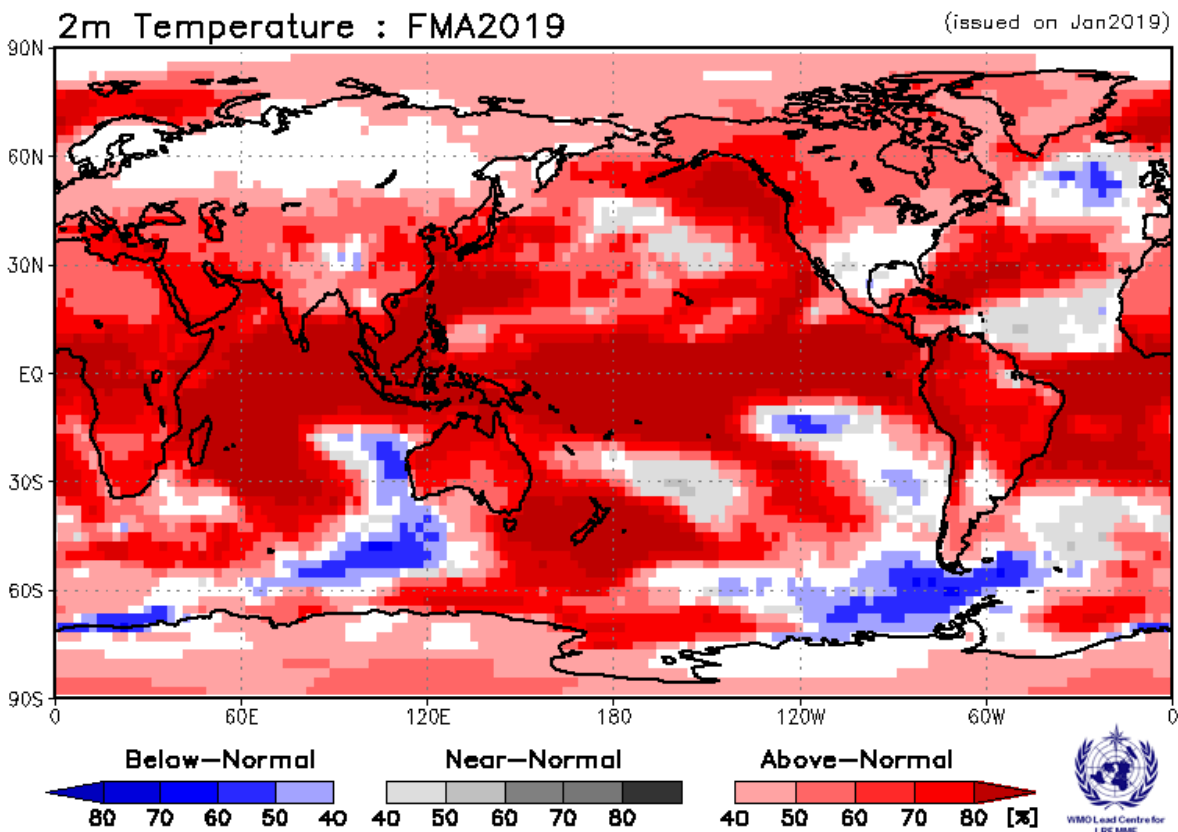 2m Temperature : FMA2019
(issued on Jan2019)
90N
60N
30N
EQ
30S
60S
90S
0 60E 120E 180 120W 60W 0
Below-Normal Near-Normal Above-Normal
80 70 60 50 40 40 50 60 70 80 40 50 60 70 80 [%]
WMO Lead Centre for
LRFMME